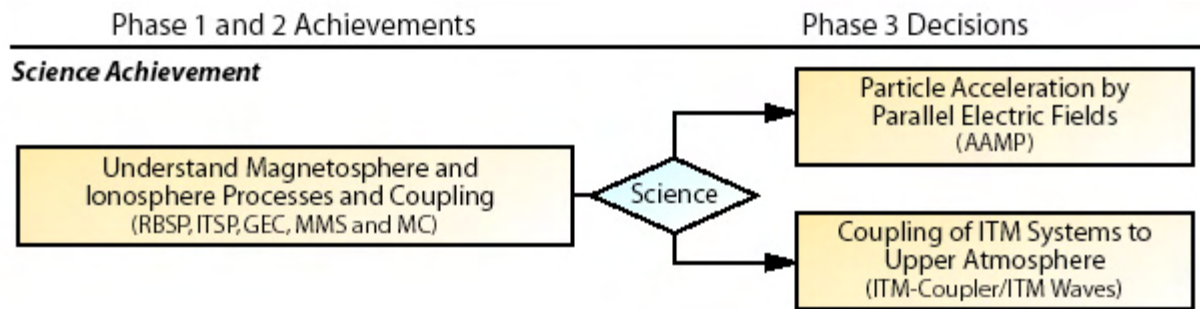 Phase 1 and 2 Achievements
Phase 3 Decisions
Science Achievement
Understand Magnetosphere and
Ionosphere Processes and Coupling
(RBSP, ITSP, GEC, MMS and MC)
Science
Particle Acceleration by
Parallel Electric Fields
(AAMP)
Coupling of ITM Systems to
Upper Atmosphere
(ITM-Coupler/ITM Waves)